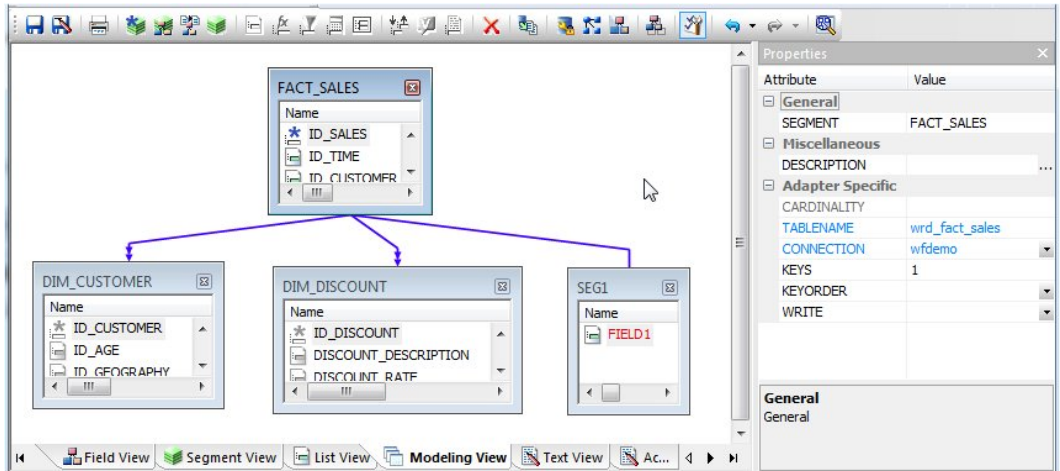 Properties
Attribute Value
General
SEGMENT FACT_SALES
Miscellaneous
DESCRIPTION ...
Adapter Specific
CARDINALITY
TABLENAME wrd_fact_sales
CONNECTION wfdemo
KEYS 1
KEYORDER
WRITE
General
General
FACT_SALES
Name
ID_SALES
ID_TIME
ID_CUSTOMER
DIM_CUSTOMER
Name
ID_CUSTOMER
ID_AGE
ID_GEOGRAPHY
DIM_DISCOUNT
Name
ID_DISCOUNT
DISCOUNT_DESCRIPTION
DISCOUNT_RATE
SEG1
Name
FIELD1
Field View Segment View List View Modeling View Text View Ac...